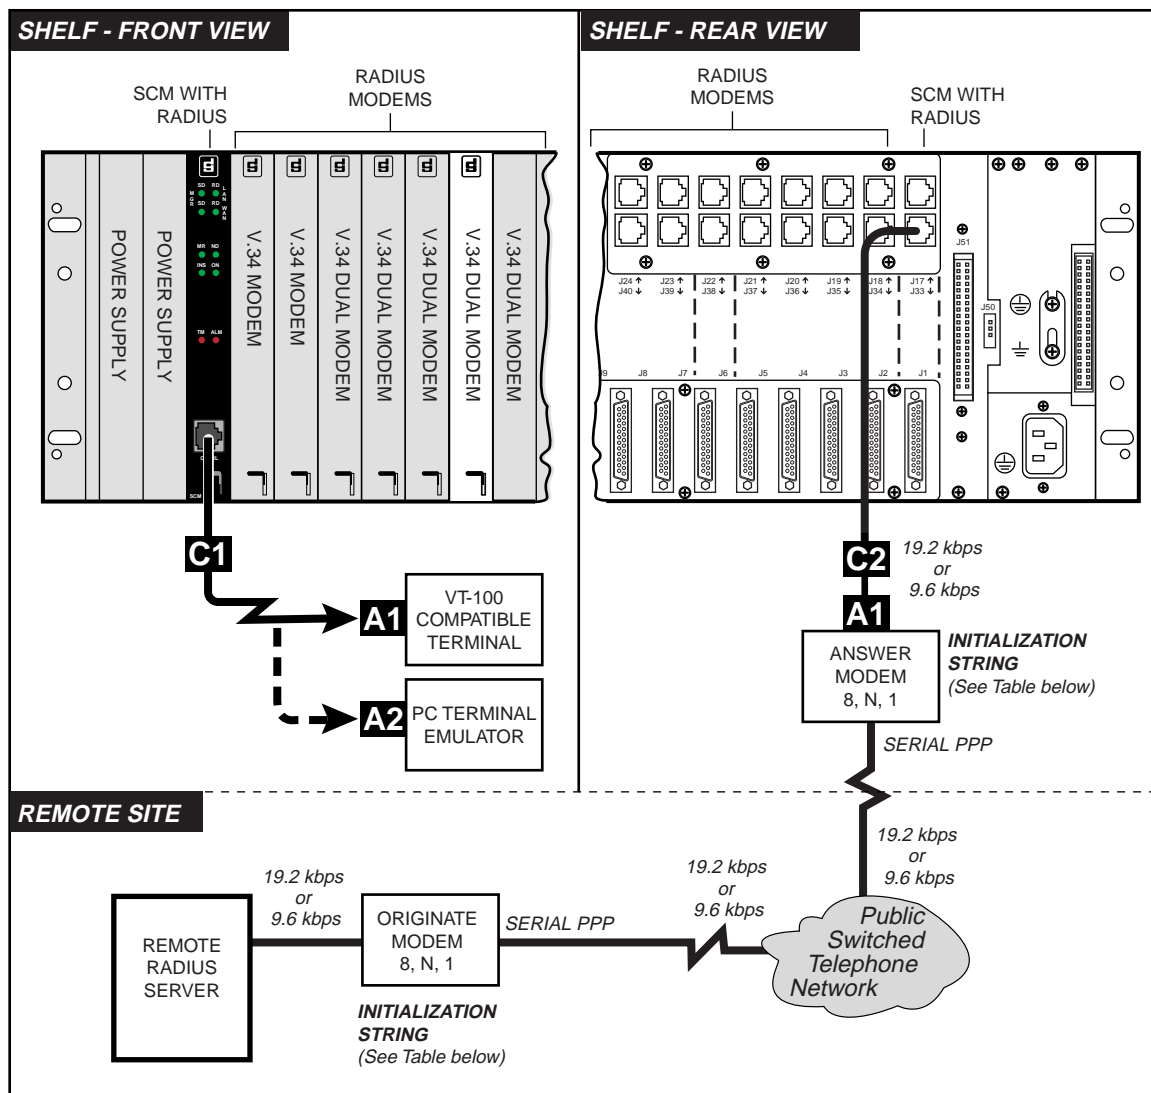 SHELF - FRONT VIEW
SCM WITH
RADIUS
RADIUS
MODEMS
SD RD
MGR
LAN
SD RD
WAN
MR ND
INS ON
TM ALM
SCM
POWER SUPPLY
POWER SUPPLY
V.34 MODEM
V.34 MODEM
V.34 DUAL MODEM
V.34 DUAL MODEM
V.34 DUAL MODEM
V.34 DUAL MODEM
V.34 DUAL MODEM
C1
A1
VT-100
COMPATIBLE
TERMINAL
A2
PC TERMINAL
EMULATOR
SHELF - REAR VIEW
RADIUS
MODEMS
SCM WITH
RADIUS
J24 ↑ J23 ↑ J22 ↑ J21 ↑ J20 ↑ J19 ↑ J18 ↑ J17 ↑
J40 ↓ J39 ↓ J38 ↓ J37 ↓ J36 ↓ J35 ↓ J34 ↓ J33 ↓
J51
J50
J9 J8 J7 J6 J5 J4 J3 J2 J1
C2
19.2 kbps
or
9.6 kbps
A1
ANSWER
MODEM
8, N, 1
INITIALIZATION
STRING
(See Table below)
SERIAL PPP
REMOTE SITE
19.2 kbps
or
9.6 kbps
REMOTE
RADIUS
SERVER
19.2 kbps
or
9.6 kbps
ORIGINATE
MODEM
8, N, 1
INITIALIZATION
STRING
(See Table below)
SERIAL PPP
19.2 kbps
or
9.6 kbps
Public
Switched
Telephone
Network